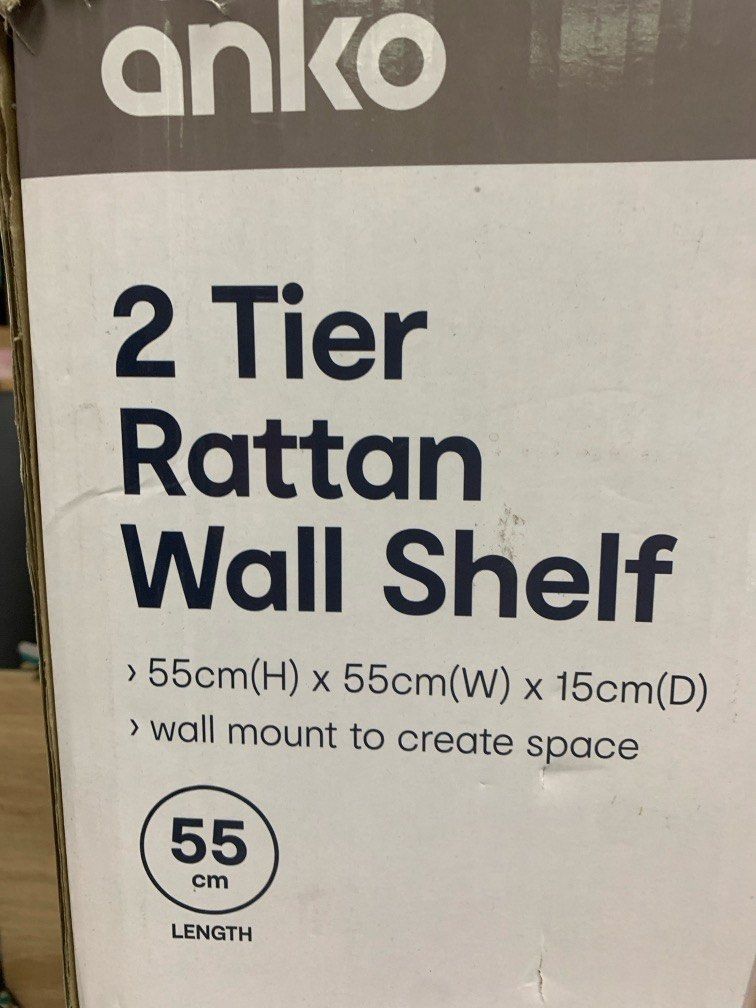 anko
2 Tier
Rattan
Wall Shelf
› 55cm(H) x 55cm(W) x 15cm(D)
› wall mount to create space
55
cm
LENGTH